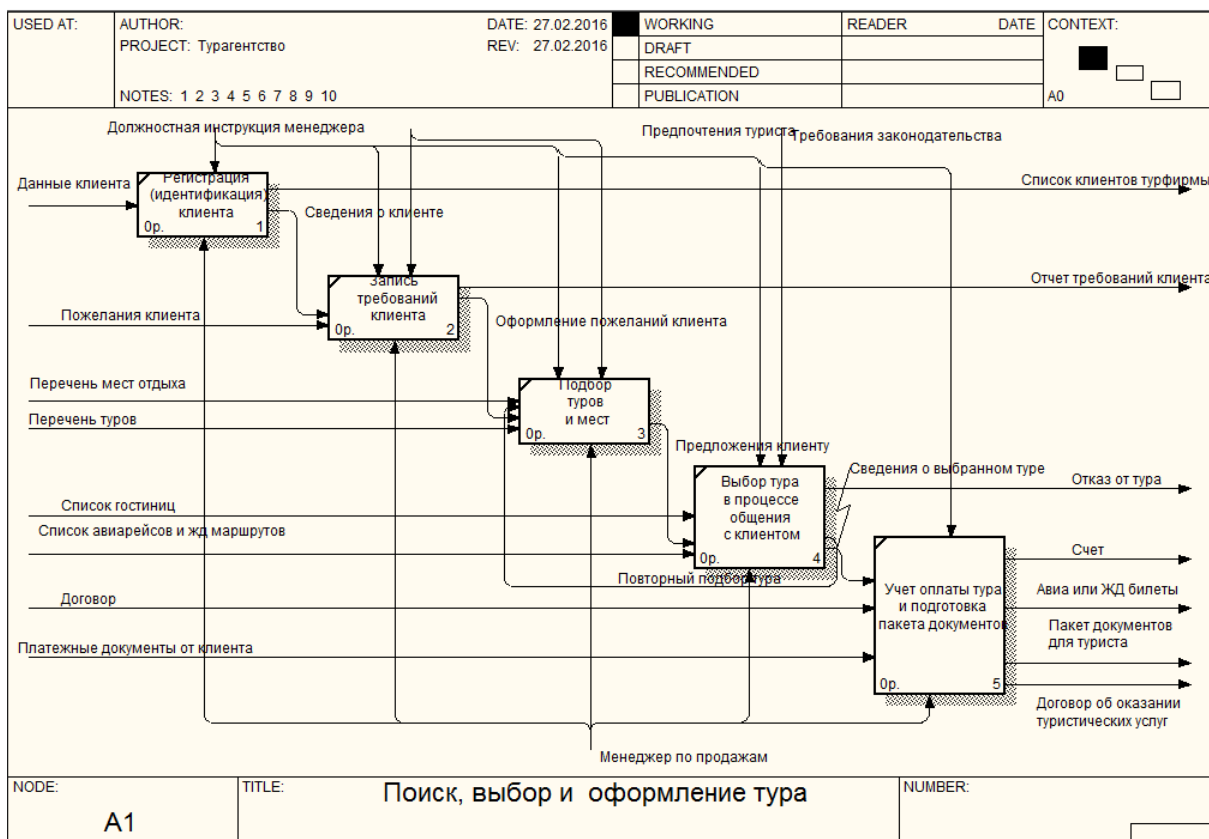 USED AT:
AUTHOR:
DATE: 27.02.2016
PROJECT: Турагентство
REV: 27.02.2016
NOTES: 1 2 3 4 5 6 7 8 9 10
WORKING
DRAFT
RECOMMENDED
PUBLICATION
READER
DATE
CONTEXT:
A0
Должностная инструкция менеджера
Предпочтения туриста
Требования законодательства
Данные клиента
Регистрация
(идентификация)
клиента
0р.
1
Список клиентов турфирмы
Сведения о клиенте
Запись
требований
клиента
0р.
2
Отчет требований клиента
Пожелания клиента
Оформление пожеланий клиента
Перечень мест отдыха
Перечень туров
Подбор
туров
и мест
0р.
3
Предложения клиенту
Сведения о выбранном туре
Выбор тура
в процессе
общения
с клиентом
0р.
4
Отказ от тура
Список гостиниц
Список авиарейсов и жд маршрутов
Повторный подбор тура
Договор
Платежные документы от клиента
Учет оплаты тура
и подготовка
пакета документов
0р.
5
Счет
Авиа или ЖД билеты
Пакет документов
для туриста
Договор об оказании
туристических услуг
Менеджер по продажам
NODE:
A1
TITLE:
Поиск, выбор и оформление тура
NUMBER: